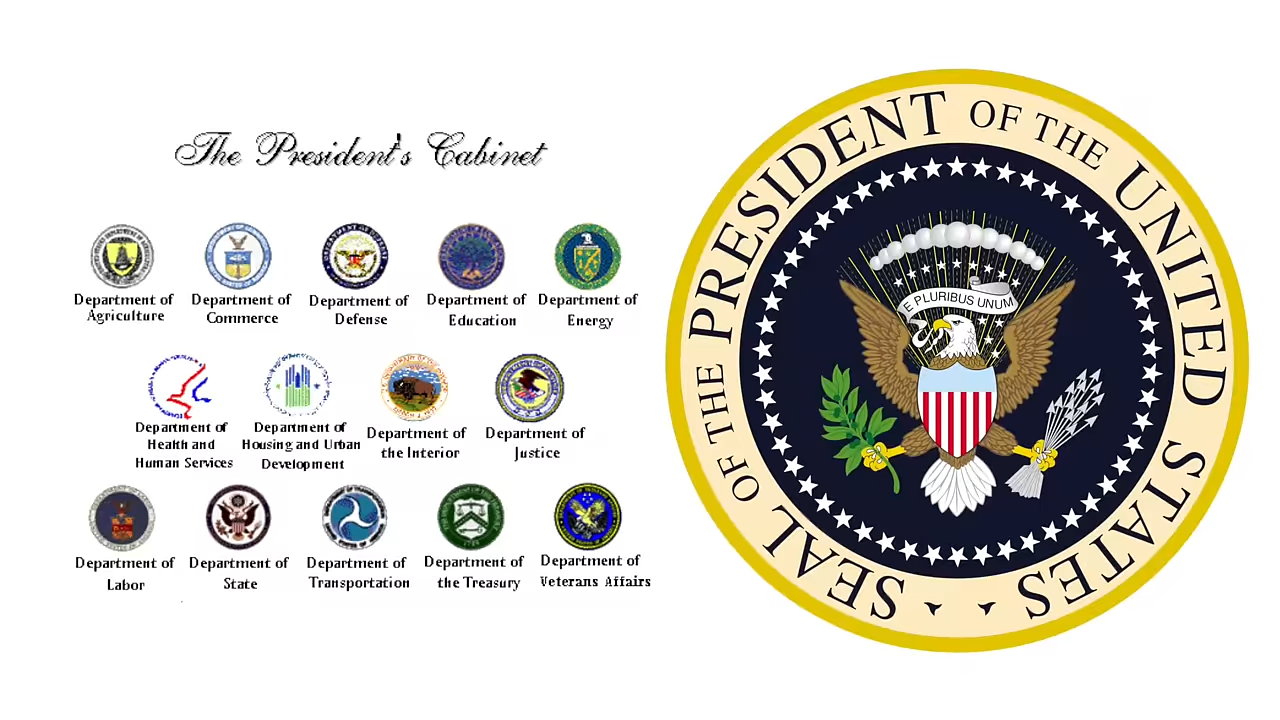 The President's Cabinet
Department of
Agriculture
Department of
Commerce
Department of
Defense
Department of
Education
Department of
Energy
Department of
Health and
Human Services
Department of
Housing and Urban
Development
Department of
the Interior
Department of
Justice
Department of
Labor
Department of
State
Department of
Transportation
Department of
the Treasury
Department of
Veterans Affairs
SEAL OF THE PRESIDENT OF THE UNITED STATES
E PLURIBUS UNUM